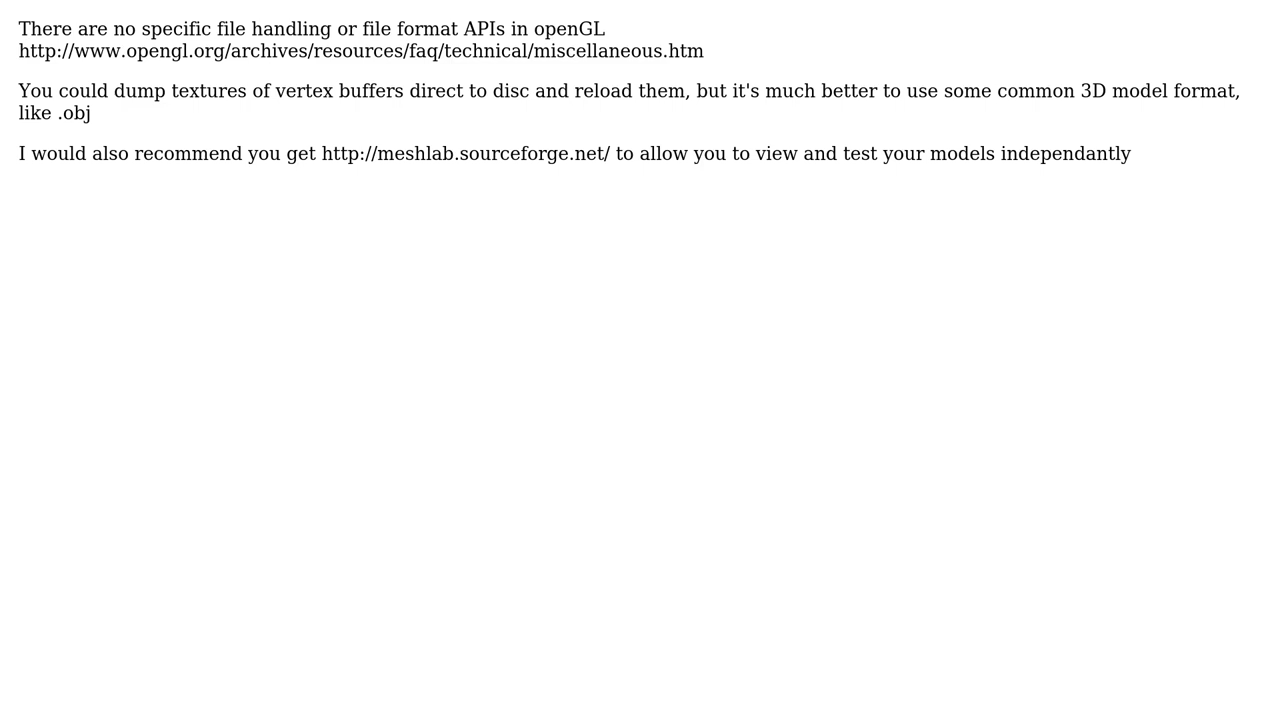 There are no specific file handling or file format APIs in openGL
http://www.opengl.org/archives/resources/faq/technical/miscellaneous.htm
You could dump textures of vertex buffers direct to disc and reload them, but it's much better to use some common 3D model format,
like .obj
I would also recommend you get http://meshlab.sourceforge.net/ to allow you to view and test your models independantly